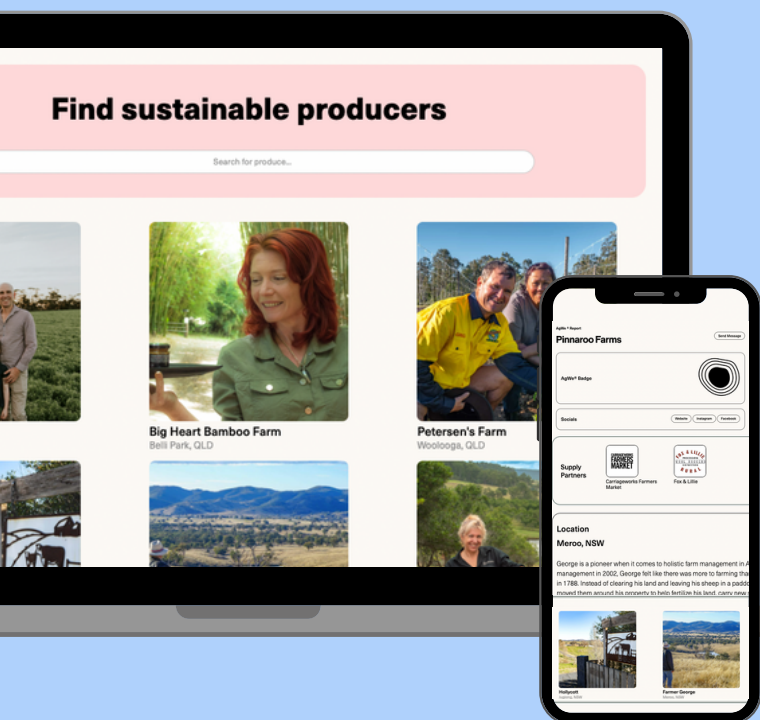 Find sustainable producers
Search for produce...
Big Heart Bamboo Farm
Belli Park, QLD
Petersen's Farm
Woolooga, QLD
AgWe ® Report
Pinnaroo Farms
Send Message
AgWe® Badge
Socials
Website
Instagram
Facebook
Supply
Partners
CARRIAGEWORKS
FARMERS
MARKET
FOX & LILLIE
RURAL
Carriageworks Farmers
Market
Fox & Lillie
Location
Meroo, NSW
George is a pioneer when it comes to holistic farm management in A
management in 2002, George felt like there was more to farming tha
in 1788. Instead of clearing his land and leaving his sheep in a paddo
moved them around his property to help fertilize his land, carry new
Hollycott
Farmer George